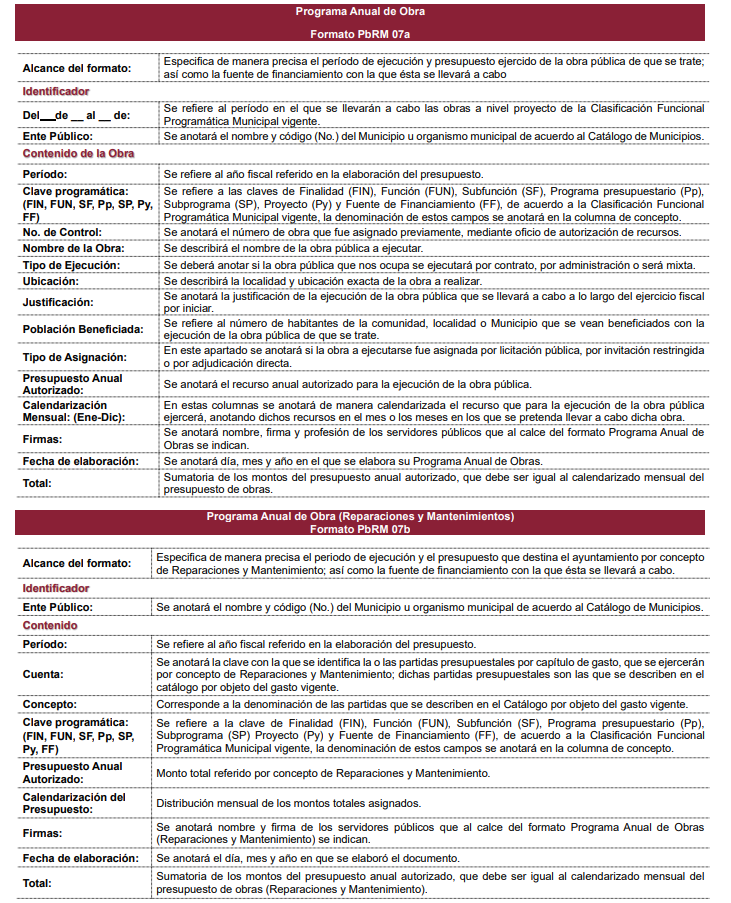 Programa Anual de Obra
Formato PbRM 07a
Alcance del formato:
Especifica de manera precisa el período de ejecución y presupuesto ejercido de la obra pública de que se trate;
así como la fuente de financiamiento con la que ésta se llevará a cabo
Identificador
Del__de __ al __ de:
Se refiere al período en el que se llevarán a cabo las obras a nivel proyecto de la Clasificación Funcional
Programática Municipal vigente.
Ente Público:
Se anotará el nombre y código (No.) del Municipio u organismo municipal de acuerdo al Catálogo de Municipios.
Contenido de la Obra
Período:
Se refiere al año fiscal referido en la elaboración del presupuesto.
Clave programática:
(FIN, FUN, SF, Pp, SP, Py,
FF)
Se refiere a las claves de Finalidad (FIN), Función (FUN), Subfunción (SF), Programa presupuestario (Pp),
Subprograma (SP), Proyecto (Py) y Fuente de Financiamiento (FF), de acuerdo a la Clasificación Funcional
Programática Municipal vigente, la denominación de estos campos se anotará en la columna de concepto.
No. de Control:
Se anotará el número de obra que fue asignado previamente, mediante oficio de autorización de recursos.
Nombre de la Obra:
Se describirá el nombre de la obra pública a ejecutar.
Tipo de Ejecución:
Se deberá anotar si la obra pública que nos ocupa se ejecutará por contrato, por administración o será mixta.
Ubicación:
Se describirá la localidad y ubicación exacta de la obra a realizar.
Justificación:
Se anotará la justificación de la ejecución de la obra pública que se llevará a cabo a lo largo del ejercicio fiscal
por iniciar.
Población Beneficiada:
Se refiere al número de habitantes de la comunidad, localidad o Municipio que se vean beneficiados con la
ejecución de la obra pública de que se trate.
Tipo de Asignación:
En este apartado se anotará si la obra a ejecutarse fue asignada por licitación pública, por invitación restringida
o por adjudicación directa.
Presupuesto Anual
Autorizado:
Se anotará el recurso anual autorizado para la ejecución de la obra pública.
Calendarización
Mensual: (Ene-Dic):
En estas columnas se anotará de manera calendarizada el recurso que para la ejecución de la obra pública
ejercerá, anotando dichos recursos en el mes o los meses en los que se pretenda llevar a cabo dicha obra.
Firmas:
Se anotará nombre, firma y profesión de los servidores públicos que al calce del formato Programa Anual de
Obras se indican.
Fecha de elaboración:
Se anotará día, mes y año en el que se elabora su Programa Anual de Obras.
Total:
Sumatoria de los montos del presupuesto anual autorizado, que debe ser igual al calendarizado mensual del
presupuesto de obras.
Programa Anual de Obra (Reparaciones y Mantenimientos)
Formato PbRM 07b
Alcance del formato:
Especifica de manera precisa el periodo de ejecución y el presupuesto que destina el ayuntamiento por concepto
de Reparaciones y Mantenimiento; así como la fuente de financiamiento con la que ésta se llevará a cabo.
Identificador
Ente Público:
Se anotará el nombre y código (No.) del Municipio u organismo municipal de acuerdo al Catálogo de Municipios.
Contenido
Período:
Se refiere al año fiscal referido en la elaboración del presupuesto.
Cuenta:
Se anotará la clave con la que se identifica la o las partidas presupuestales por capítulo de gasto, que se ejercerán
por concepto de Reparaciones y Mantenimiento; dichas partidas presupuestales son las que se describen en el
catálogo por objeto del gasto vigente.
Concepto:
Corresponde a la denominación de las partidas que se describen en el Catálogo por objeto del gasto vigente.
Clave programática:
(FIN, FUN, SF, Pp, SP,
Py, FF)
Se refiere a la clave de Finalidad (FIN), Función (FUN), Subfunción (SF), Programa presupuestario (Pp),
Subprograma (SP) Proyecto (Py) y Fuente de Financiamiento (FF), de acuerdo a la Clasificación Funcional
Programática Municipal vigente, la denominación de estos campos se anotará en la columna de concepto.
Presupuesto Anual
Autorizado:
Monto total referido por concepto de Reparaciones y Mantenimiento.
Calendarización del
Presupuesto:
Distribución mensual de los montos totales asignados.
Firmas:
Se anotará nombre y firma de los servidores públicos que al calce del formato Programa Anual de Obras
(Reparaciones y Mantenimiento) se indican.
Fecha de elaboración:
Se anotará el día, mes y año en que se elaboró el documento.
Total:
Sumatoria de los montos del presupuesto anual autorizado, que debe ser igual al calendarizado mensual del
presupuesto de obras (Reparaciones y Mantenimiento).